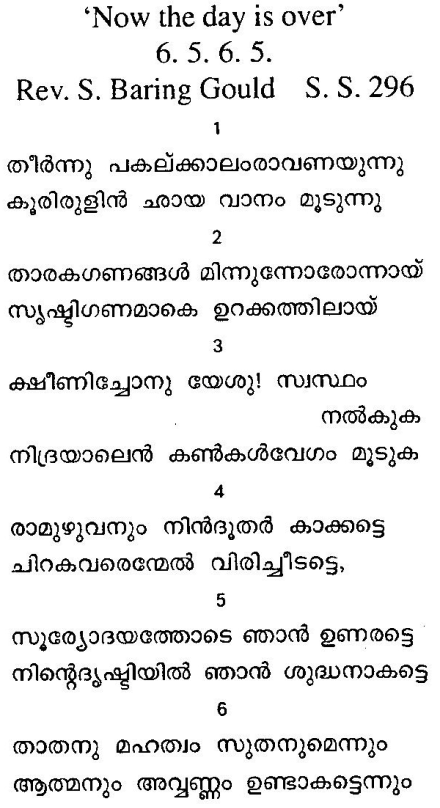 ‘Now the day is over’
6. 5. 6. 5.
Rev. S. Baring Gould S. S. 296
1
തീർന്നു പകല്ക്കാലംരാവണയുന്നു
കൂരിരുളിൻ ഛായ വാനം മൂടുന്നു
2
താരകഗണങ്ങൾ മിന്നുന്നോരോന്നായ്
സൃഷ്ടിഗണമാകെ ഉറക്കത്തിലായ്
3
ക്ഷീണിച്ചോനു യേശു! സ്വസ്ഥം
നൽകുക
നിദ്രയാലെൻ കൺകൾവേഗം മൂടുക
4
രാമുഴുവനും നിൻദൂതർ കാക്കട്ടെ
ചിറകവരെന്മേൽ വിരിച്ചീടട്ടെ,
5
സൂര്യോദയത്തോടെ ഞാൻ ഉണരട്ടെ
നിന്റെദൃഷ്ടിയിൽ ഞാൻ ശുദ്ധനാകട്ടെ
6
താതനു മഹത്വം സുതനുമെന്നും
ആത്മനും അവ്വണ്ണം ഉണ്ടാകട്ടെന്നും